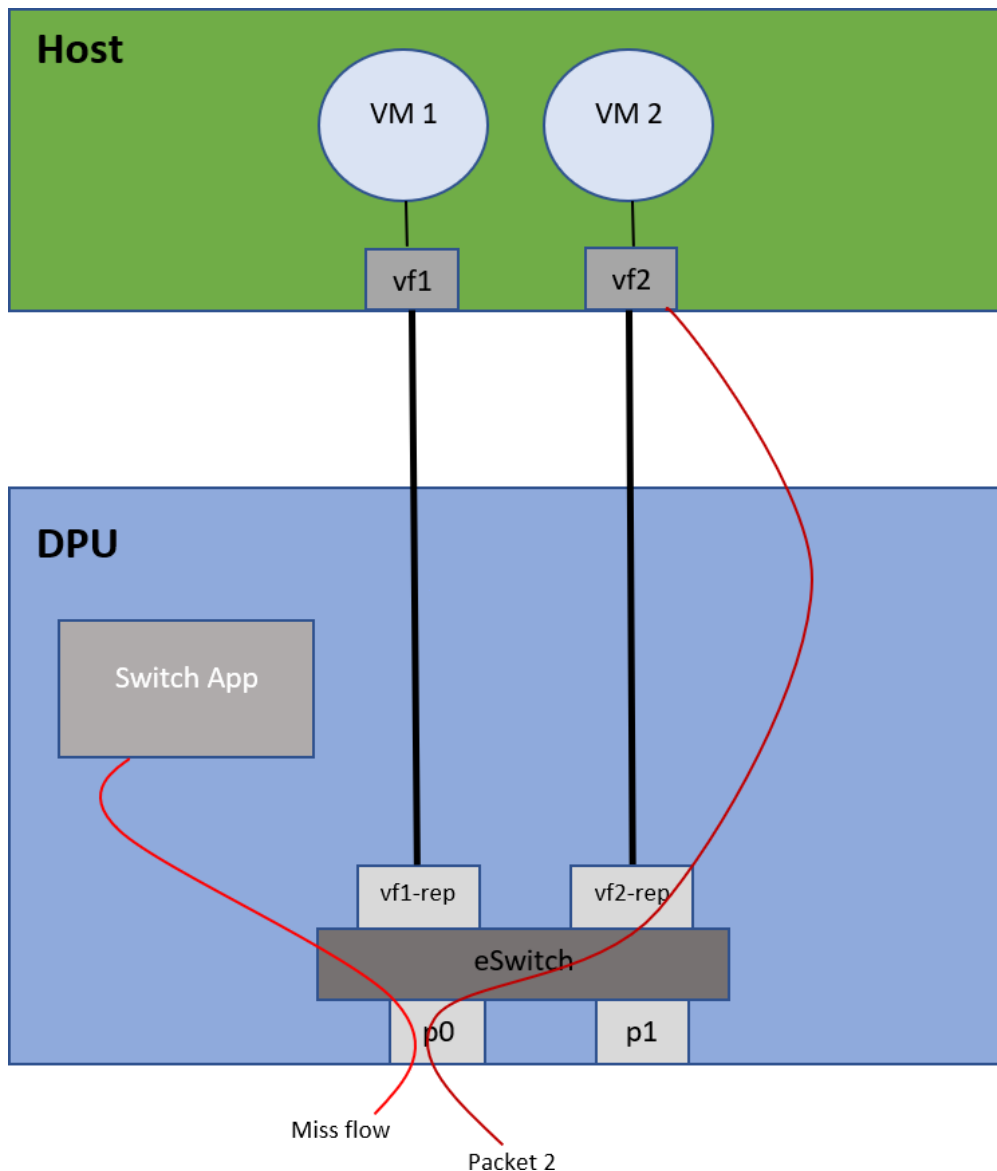 Host
VM 1
VM 2
vf1
vf2
DPU
Switch App
vf1-rep
vf2-rep
eSwitch
p0
p1
Miss flow
Packet 2